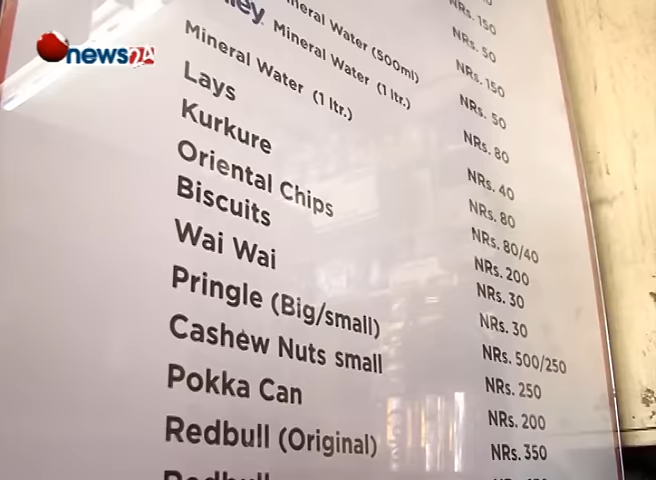 news24
Water (500ml)
Mineral Water (1 ltr.)
Mineral Water (1 ltr.)
Lays
Kurkure
Oriental Chips
Biscuits
Wai Wai
Pringle (Big/small)
Cashew Nuts small
Pokka Can
Redbull (Original)
Redbull
NRs. 150
NRs. 50
NRs. 150
NRs. 50
NRs. 80
NRs. 40
NRs. 80
NRs. 80/40
NRs. 200
NRs. 30
NRs. 30
NRs. 500/250
NRs. 250
NRs. 200
NRs. 350